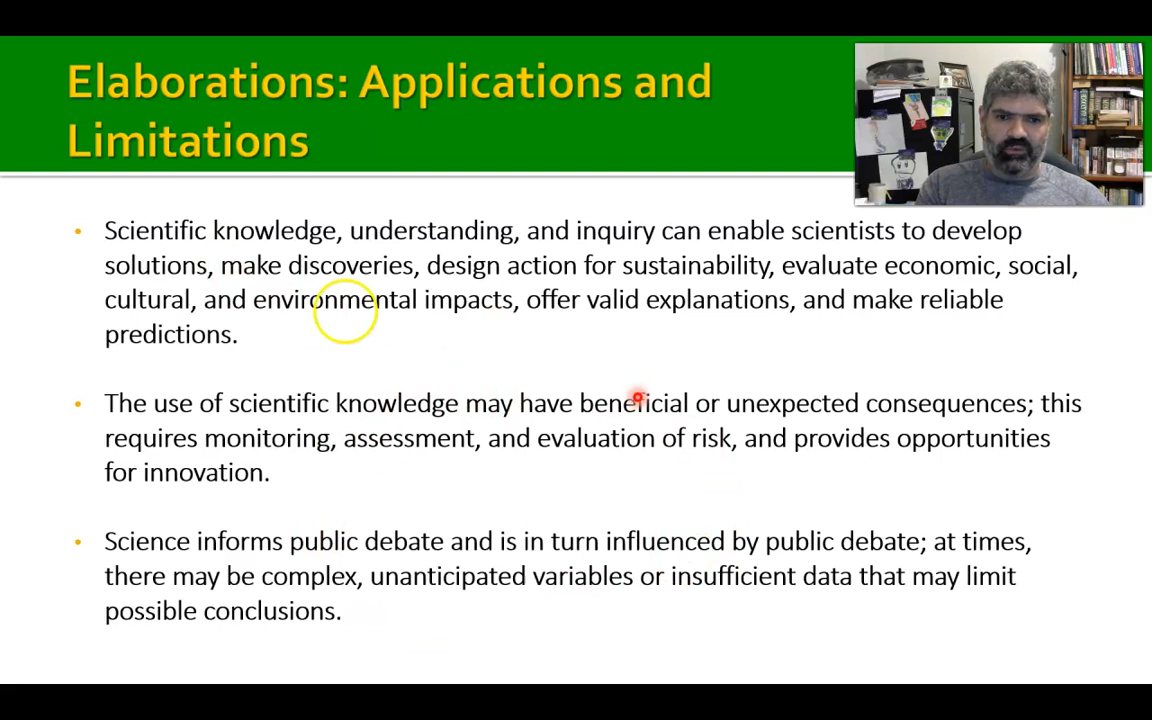 Elaborations: Applications and
Limitations
• Scientific knowledge, understanding, and inquiry can enable scientists to develop
solutions, make discoveries, design action for sustainability, evaluate economic, social,
cultural, and environmental impacts, offer valid explanations, and make reliable
predictions.
• The use of scientific knowledge may have beneficial or unexpected consequences; this
requires monitoring, assessment, and evaluation of risk, and provides opportunities
for innovation.
• Science informs public debate and is in turn influenced by public debate; at times,
there may be complex, unanticipated variables or insufficient data that may limit
possible conclusions.